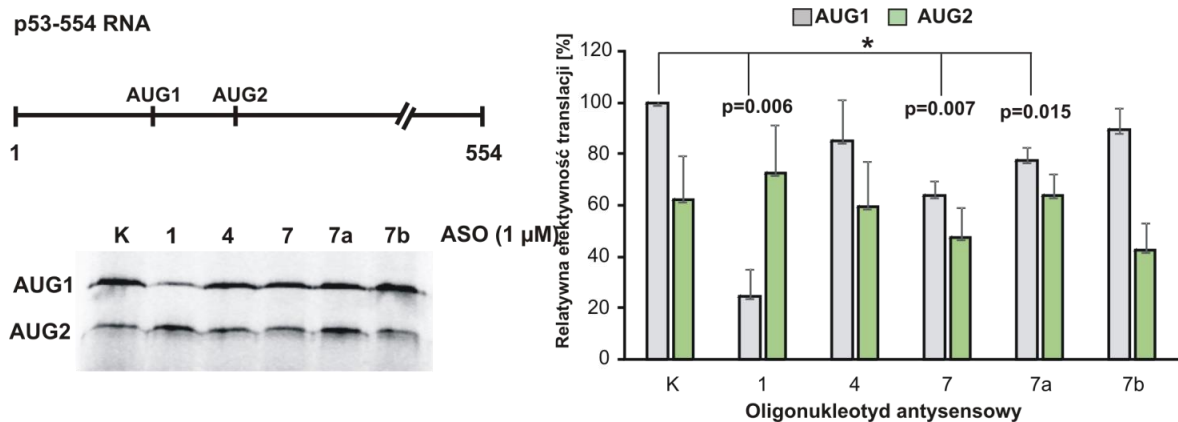 p53-554 RNA
AUG1 AUG2
1 554
K 1 4 7 7a 7b ASO (1 µM)
AUG1
AUG2
AUG1 AUG2
Relatywna efektywność translacji [%]
120
100
80
60
40
20
0
*
p=0.006 p=0.007 p=0.015
K 1 4 7 7a 7b
Oligonukleotyd antysensowy